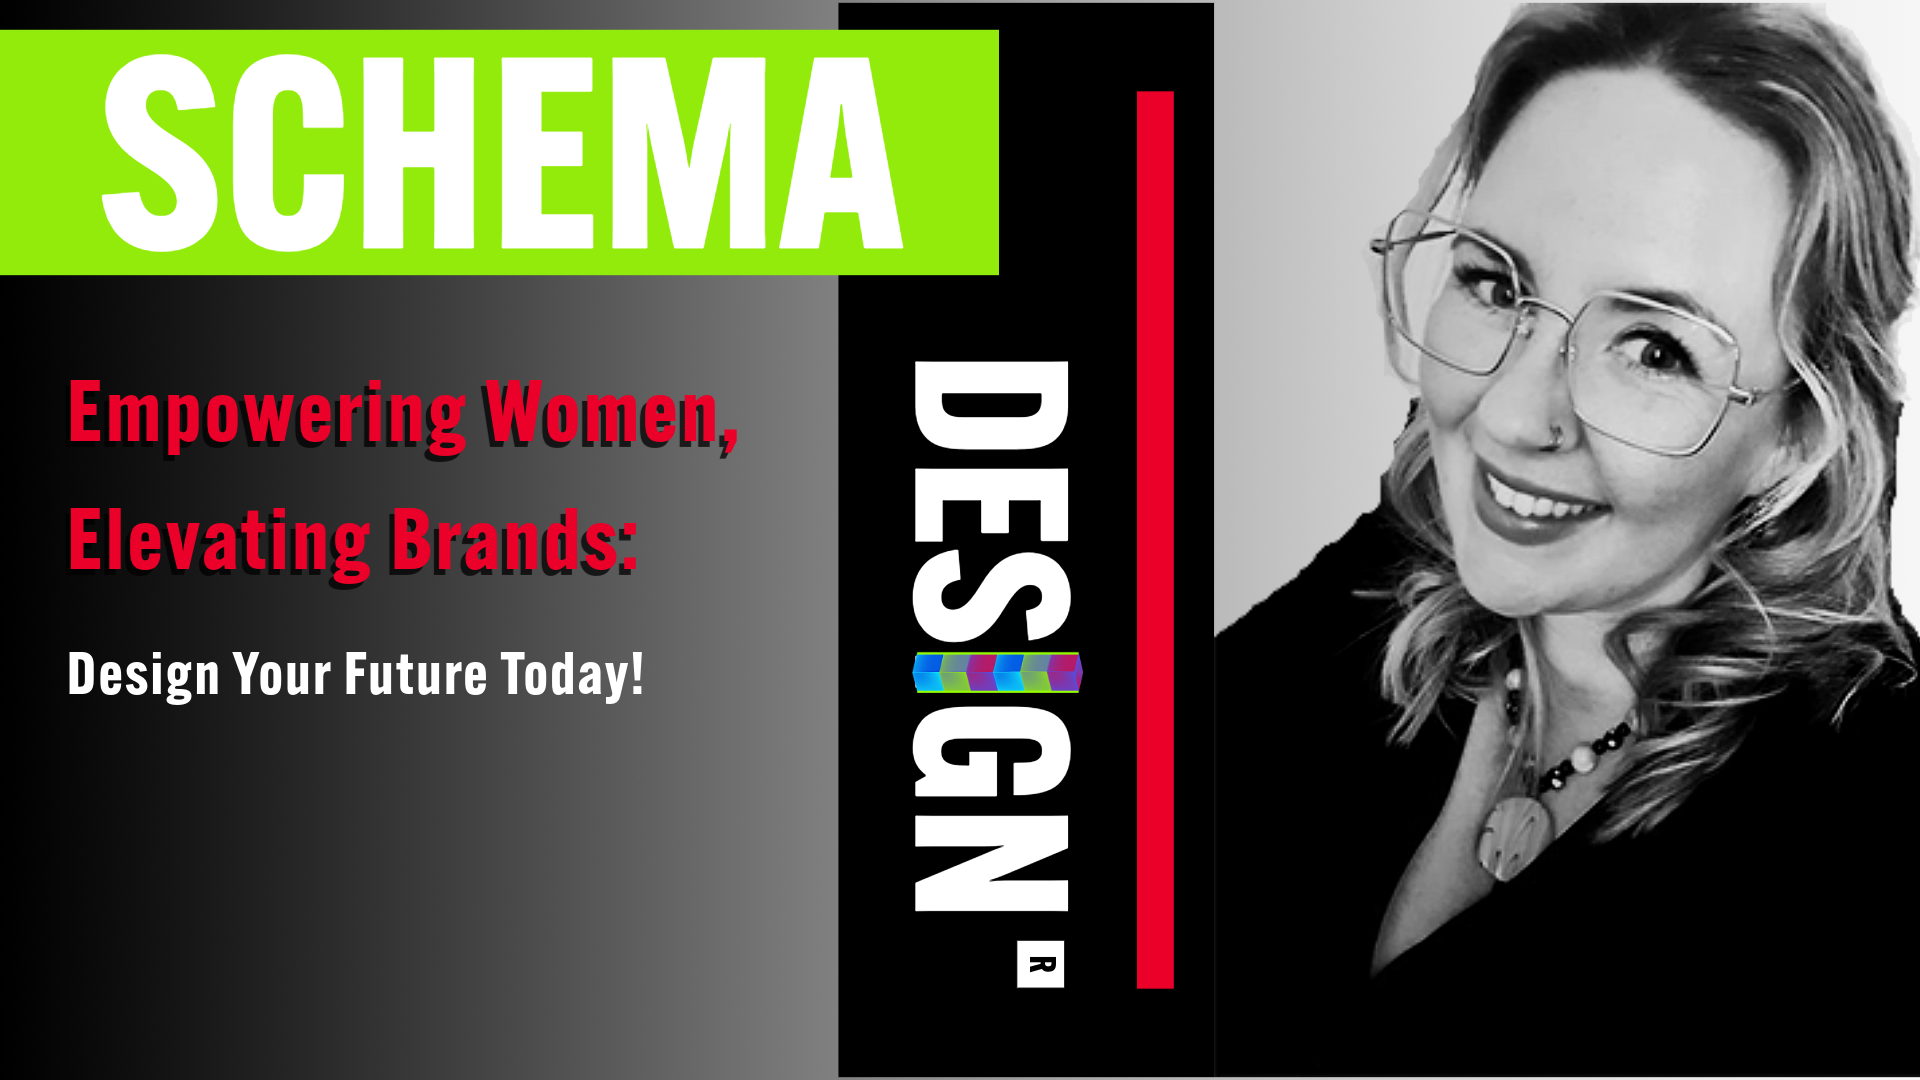 SCHEMA
Empowering Women,
Elevating Brands:
Design Your Future Today!
DESIGN
R